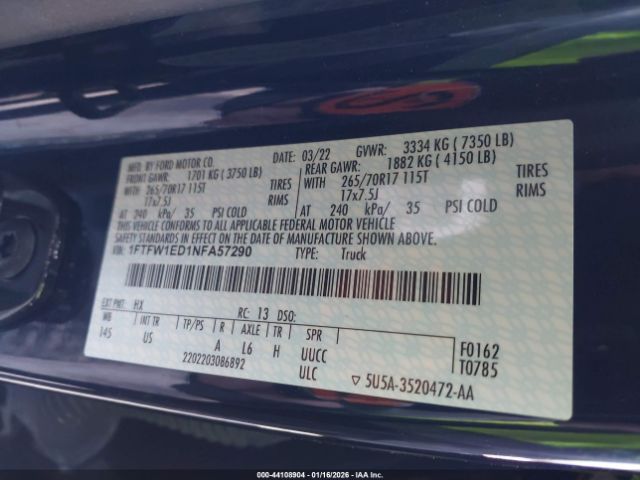 MFD. BY FORD MOTOR CO.
DATE: 03/22 GVWR: 3334 KG ( 7350 LB)
FRONT GAWR: 1701 KG ( 3750 LB)
REAR GAWR: 1882 KG ( 4150 LB)
WITH 265/70R17 115T TIRES
WITH 265/70R17 115T TIRES
17x7.5J RIMS
17x7.5J RIMS
AT 240 kPa/ 35 PSI COLD
AT 240 kPa/ 35 PSI COLD
THIS VEHICLE CONFORMS TO ALL APPLICABLE FEDERAL MOTOR VEHICLE
SAFETY AND THEFT PREVENTION STANDARDS IN EFFECT ON THE DATE OF MANUFACTURE SHOWN ABOVE.
VIN: 1FTFW1ED1NFA57290 TYPE: Truck
EXT PNT: HX RC: 13 DSO:
WB INT TR TP/PS R AXLE TR SPR
145 US A L6 H UUCC
2202203086892 ULC
F0162
T0785
▽ 5U5A-3520472-AA
000-44108904 - 01/16/2026 - IAA Inc.